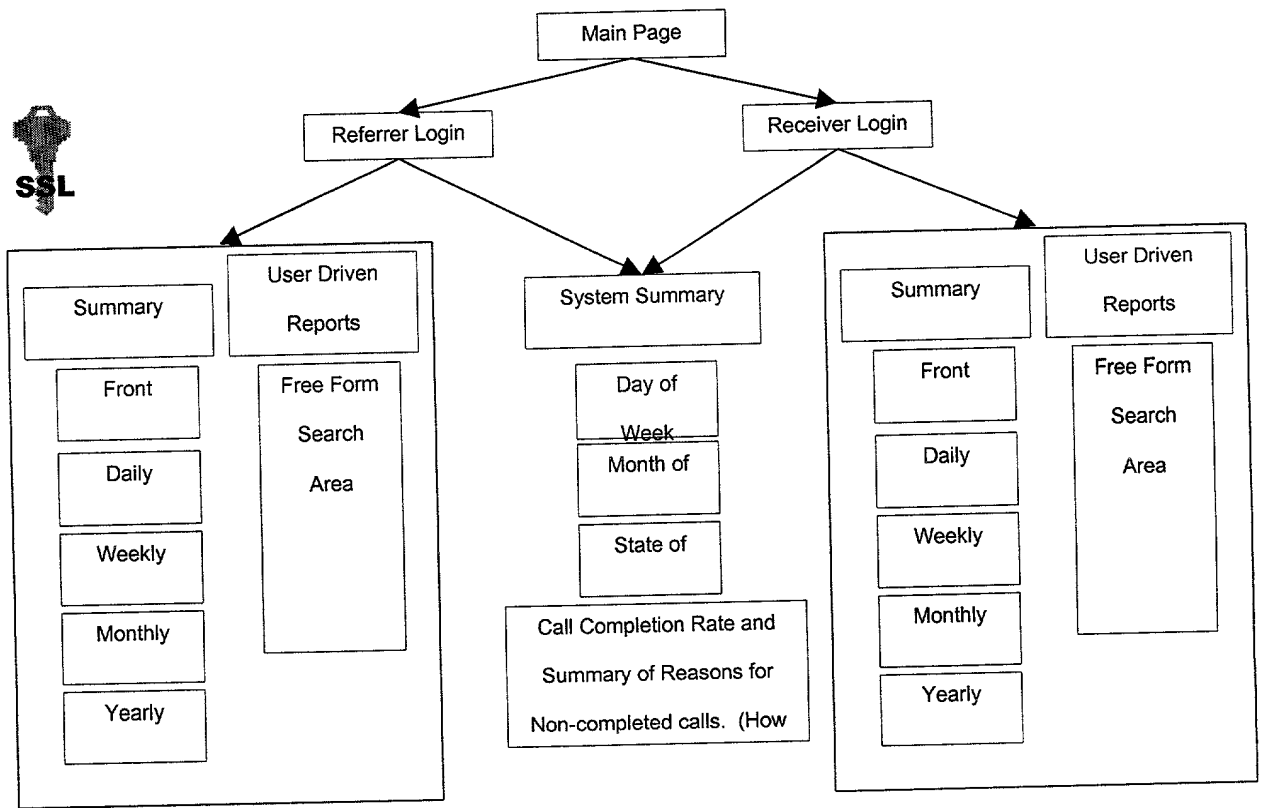 Main Page
Referrer Login
Receiver Login
SSL
Summary
User Driven
Reports
Front
Daily
Weekly
Monthly
Yearly
Free Form
Search
Area
System Summary
Day of
Week
Month of
State of
Call Completion Rate and
Summary of Reasons for
Non-completed calls. (How
Summary
User Driven
Reports
Front
Daily
Weekly
Monthly
Yearly
Free Form
Search
Area